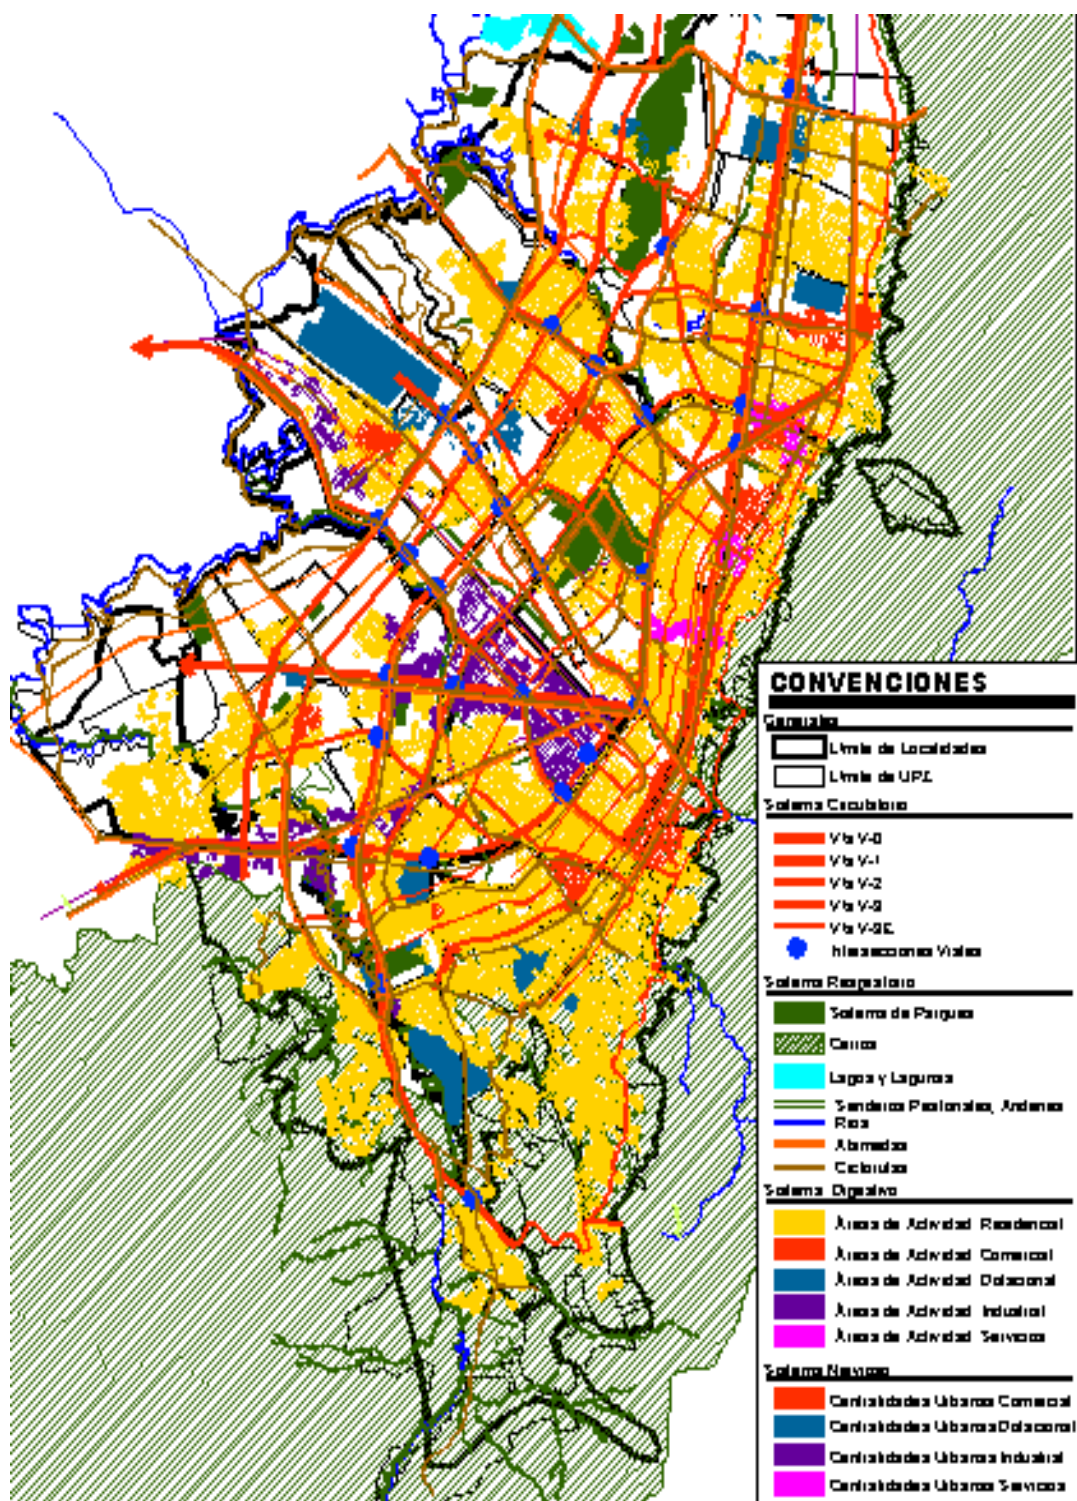 CONVENCIONES
Generales
Límite de Localidades
Límite de UPZ
Sistema Circulatorio
Vía V-0
Vía V-1
Vía V-2
Vía V-3
Vía V-3E
Intersecciones Viales
Sistema Respiratorio
Sistema de Parques
Cerros
Lagos y Lagunas
Senderos Peatonales, Andenes
Ríos
Alamedas
Ciclorutas
Sistema Digestivo
Áreas de Actividad Residencial
Áreas de Actividad Comercial
Áreas de Actividad Dotacional
Áreas de Actividad Industrial
Áreas de Actividad Servicios
Sistema Nervioso
Centralidades Urbanas Comercial
Centralidades Urbanas Dotacional
Centralidades Urbanas Industrial
Centralidades Urbanas Servicios